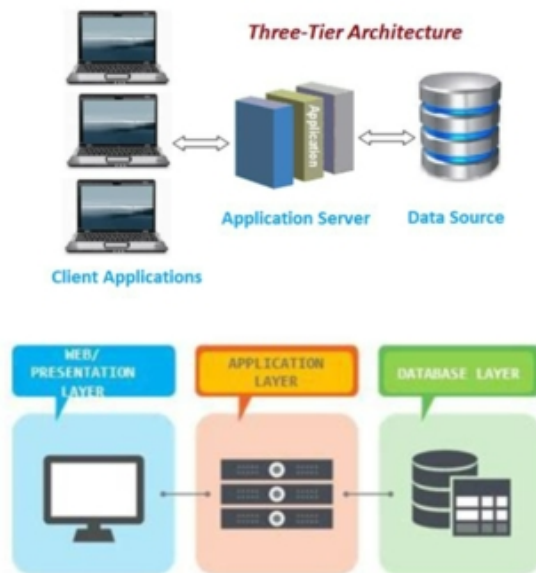 Three-Tier Architecture
Application
Application Server
Data Source
Client Applications
WEB/
PRESENTATION
LAYER
APPLICATION
LAYER
DATABASE LAYER